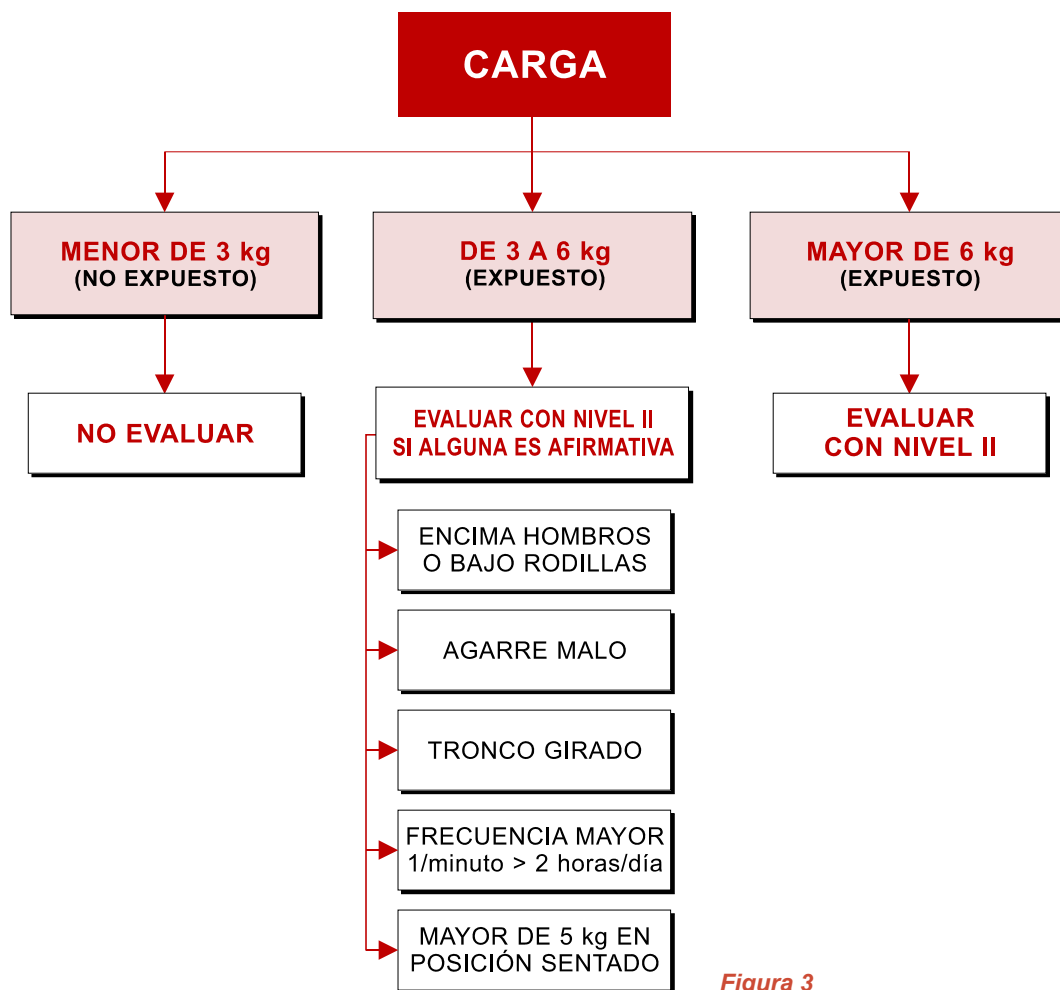 CARGA
MENOR DE 3 kg
(NO EXPUESTO)
DE 3 A 6 kg
(EXPUESTO)
MAYOR DE 6 kg
(EXPUESTO)
NO EVALUAR
EVALUAR CON NIVEL II
SI ALGUNA ES AFIRMATIVA
EVALUAR
CON NIVEL II
ENCIMA HOMBROS
O BAJO RODILLAS
AGARRE MALO
TRONCO GIRADO
FRECUENCIA MAYOR
1/minuto > 2 horas/día
MAYOR DE 5 kg EN
POSICIÓN SENTADO
Figura 3